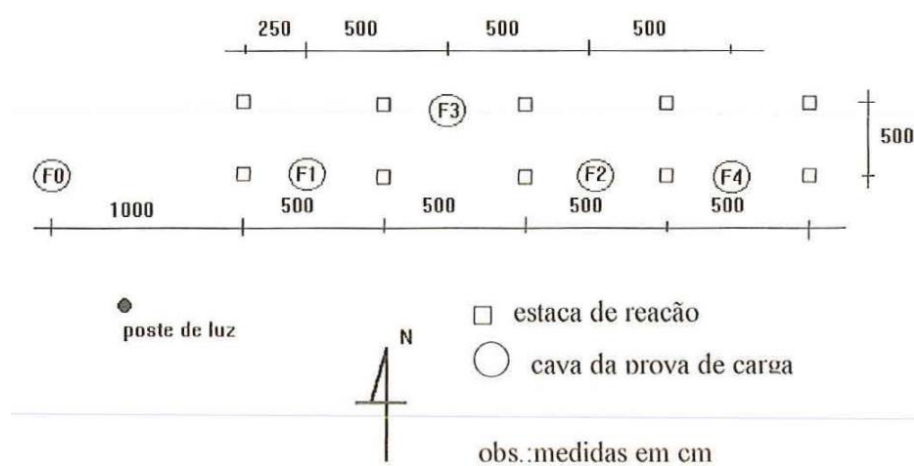 250 500 500 500
F3
500
F0 F1 F2 F4
1000 500 500 500 500
poste de luz
N
estaca de reacão
cava da prova de carga
obs.:medidas em cm